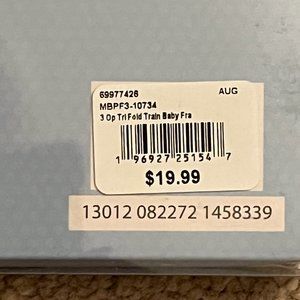 69977426 AUG
MBPF3-10734
3 Op Tri Fold Train Baby Fra
1 96927 25154 7
$19.99
13012 082272 1458339